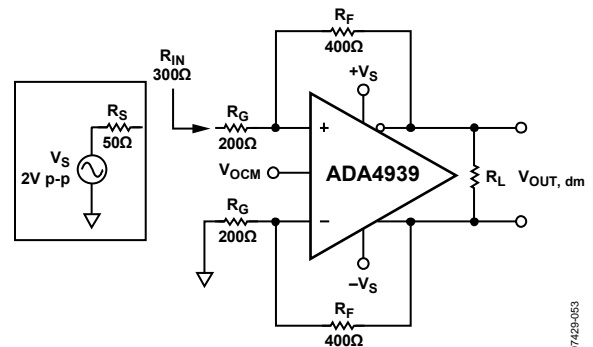 RF
400Ω
RIN
300Ω
+VS
RS
50Ω
VS
2V p-p
RG
200Ω
+
VOCM
ADA4939
RL
VOUT, dm
RG
200Ω
–
–VS
RF
400Ω
07429-053